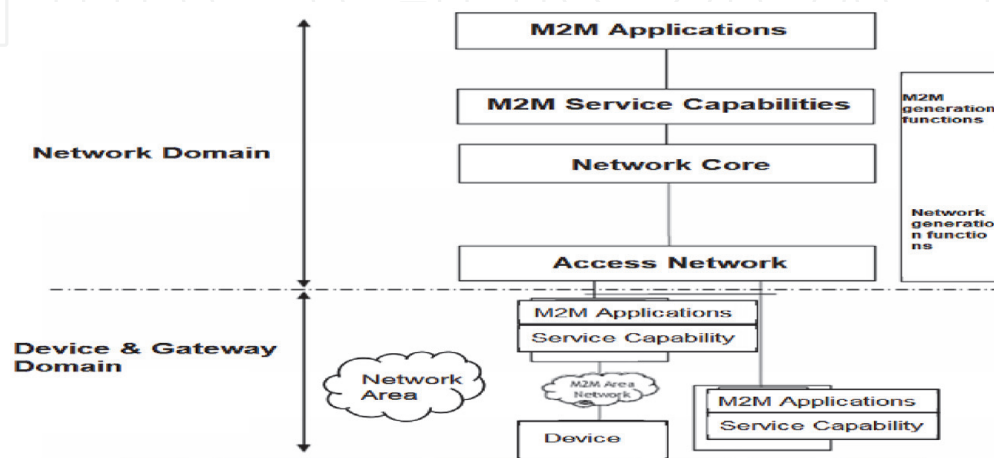 M2M Applications
M2M Service Capabilities
M2M
generation
functions
Network Domain
Network Core
Network
generatio
n functio
ns
Access Network
M2M Applications
Service Capability
Device & Gateway
Domain
Network
Area
M2M Area
Network
M2M Applications
Service Capability
Device